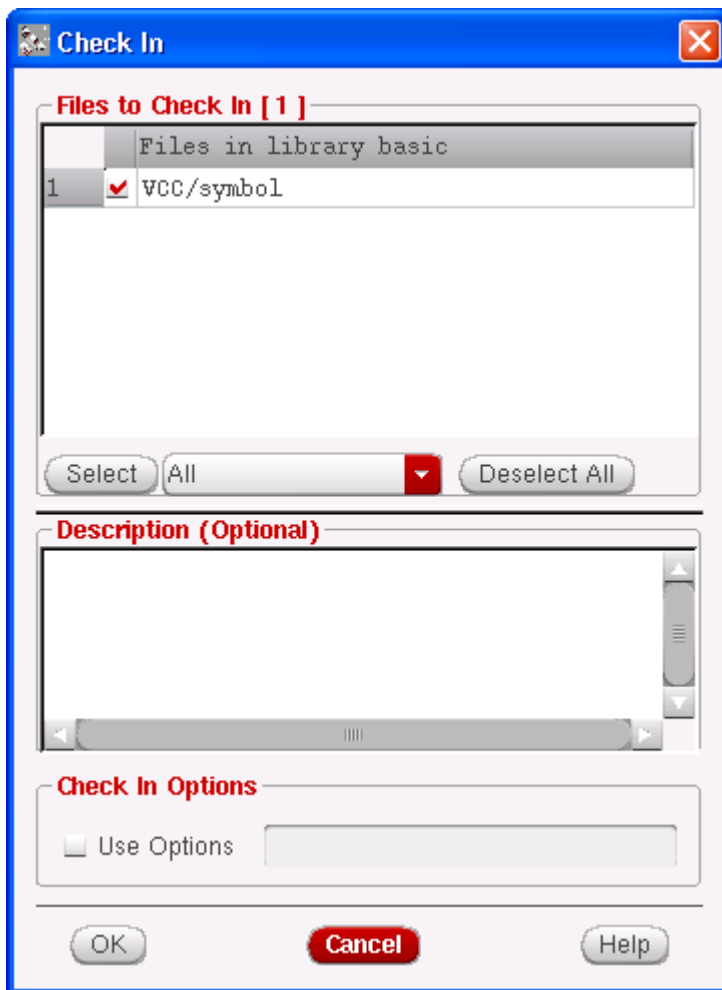 Check In
Files to Check In [ 1 ]
Files in library basic
1 VCC/symbol
Select All Deselect All
Description (Optional)
Check In Options
Use Options
OK Cancel Help